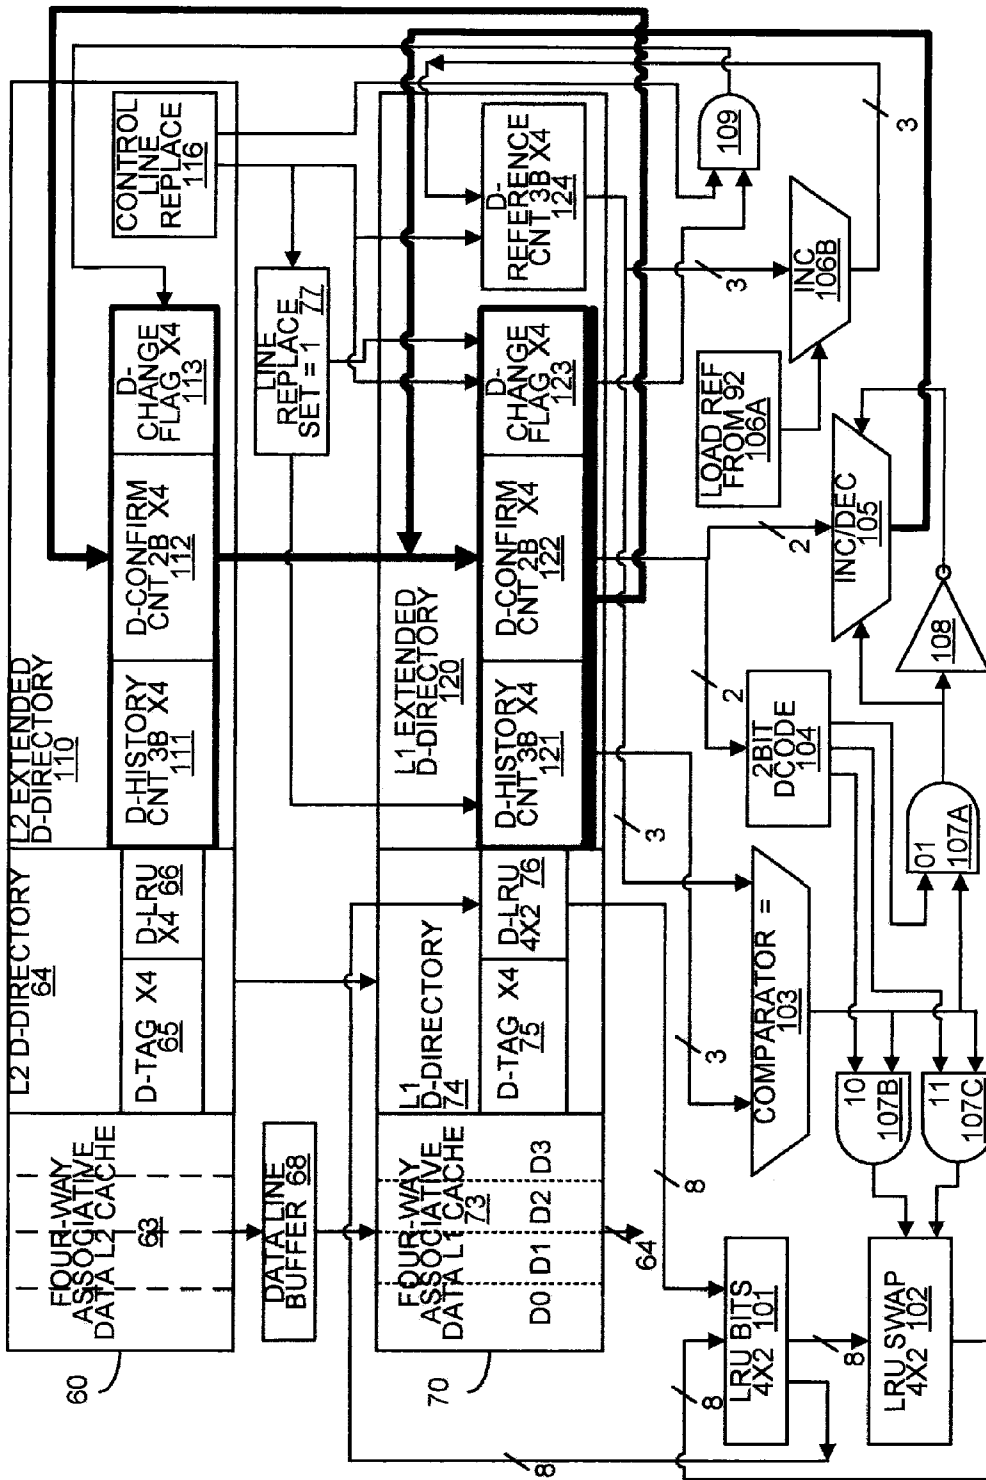 60
FOUR-WAY
ASSOCIATIVE
DATA L2 CACHE
63
L2 D-DIRECTORY
64
D-TAG X4
65
D-LRU
X4 66
L2 EXTENDED
D-DIRECTORY
110
D-HISTORY
CNT 3B X4
111
D-CONFIRM
CNT 2B X4
112
D-
CHANGE
FLAG X4
113
CONTROL
LINE
REPLACE
116
DATA LINE
BUFFER 68
LINE
REPLACE
SET = 1 77
70
FOUR-WAY
ASSOCIATIVE
DATA L1 CACHE
73
D0 D1 D2 D3
64
L1
D-DIRECTORY
74
D-TAG X4
75
D-LRU
4X2 76
L1 EXTENDED
D-DIRECTORY
120
D-HISTORY
CNT 3B X4
121
D-CONFIRM
CNT 2B X4
122
D-
CHANGE
FLAG X4
123
D-
REFERENCE
CNT 3B X4
124
8
3
3
2
2
3
3
8
8
8
LRU BITS
4X2 101
LRU SWAP
4X2 102
COMPARATOR =
103
2BIT
DCODE
104
LOAD REF
FROM 92
106A
INC
106B
109
INC/DEC
105
10
107B
11
107C
01
107A
108